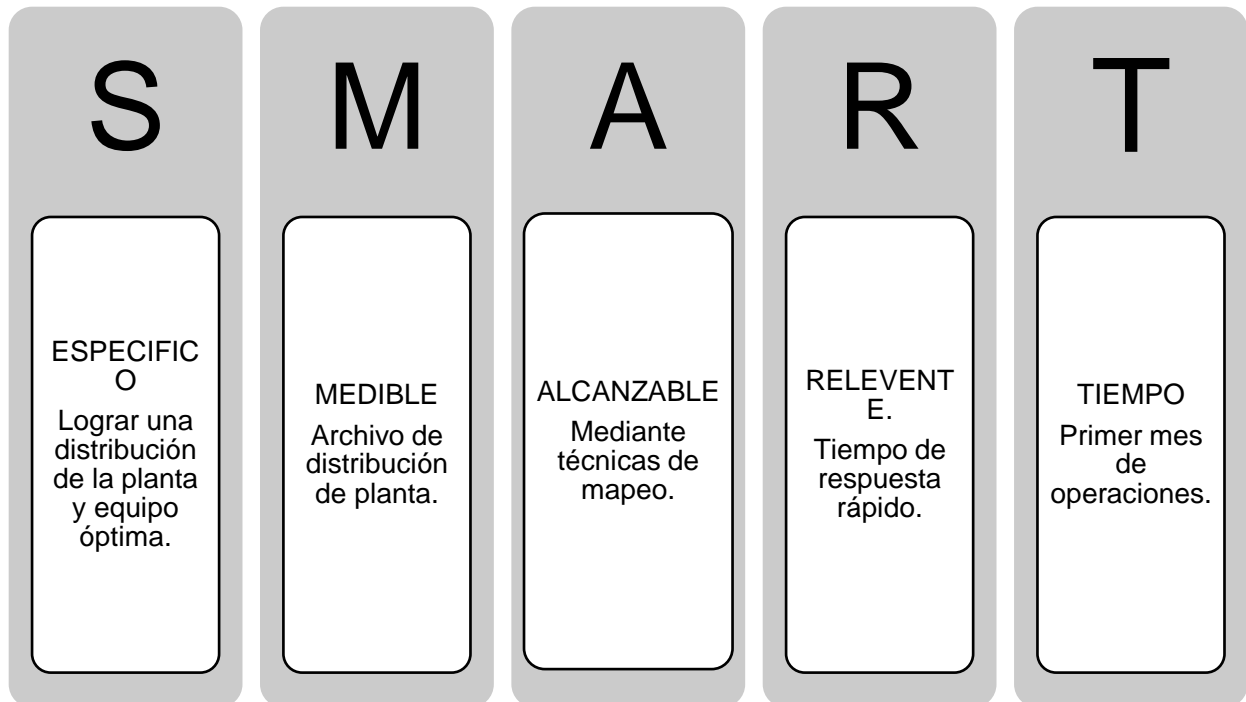 S
ESPECIFIC
O
Lograr una
distribución
de la planta
y equipo
óptima.
M
MEDIBLE
Archivo de
distribución
de planta.
A
ALCANZABLE
Mediante
técnicas de
mapeo.
R
RELEVENT
E.
Tiempo de
respuesta
rápido.
T
TIEMPO
Primer mes
de
operaciones.